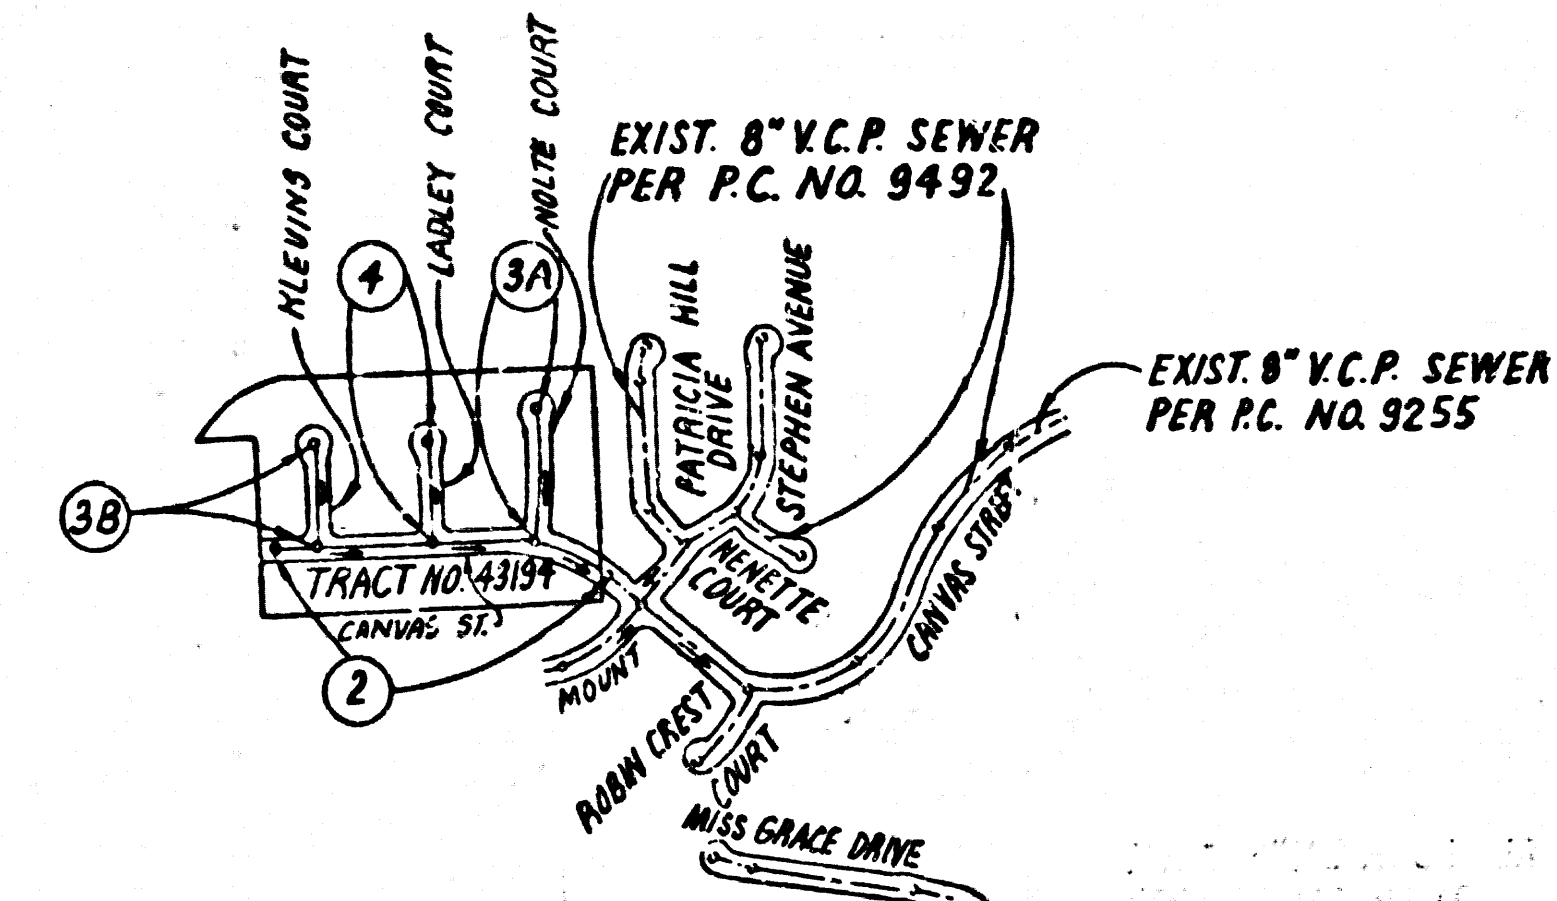 KLEVINS COURT
LADLEY COURT
NOLTE COURT
EXIST. 8" V.C.P. SEWER
PER P.C. NO. 9492
4
3A
PATRICIA HILL
DRIVE
STEPHEN AVENUE
EXIST. 8" V.C.P. SEWER
PER P.C. NO. 9255
3B
TRACT NO. 43194
CANVAS ST.
2
NENETTE
COURT
CANVAS STREET
MOUNT
ROBIN CREST
COURT
MISS GRACE DRIVE